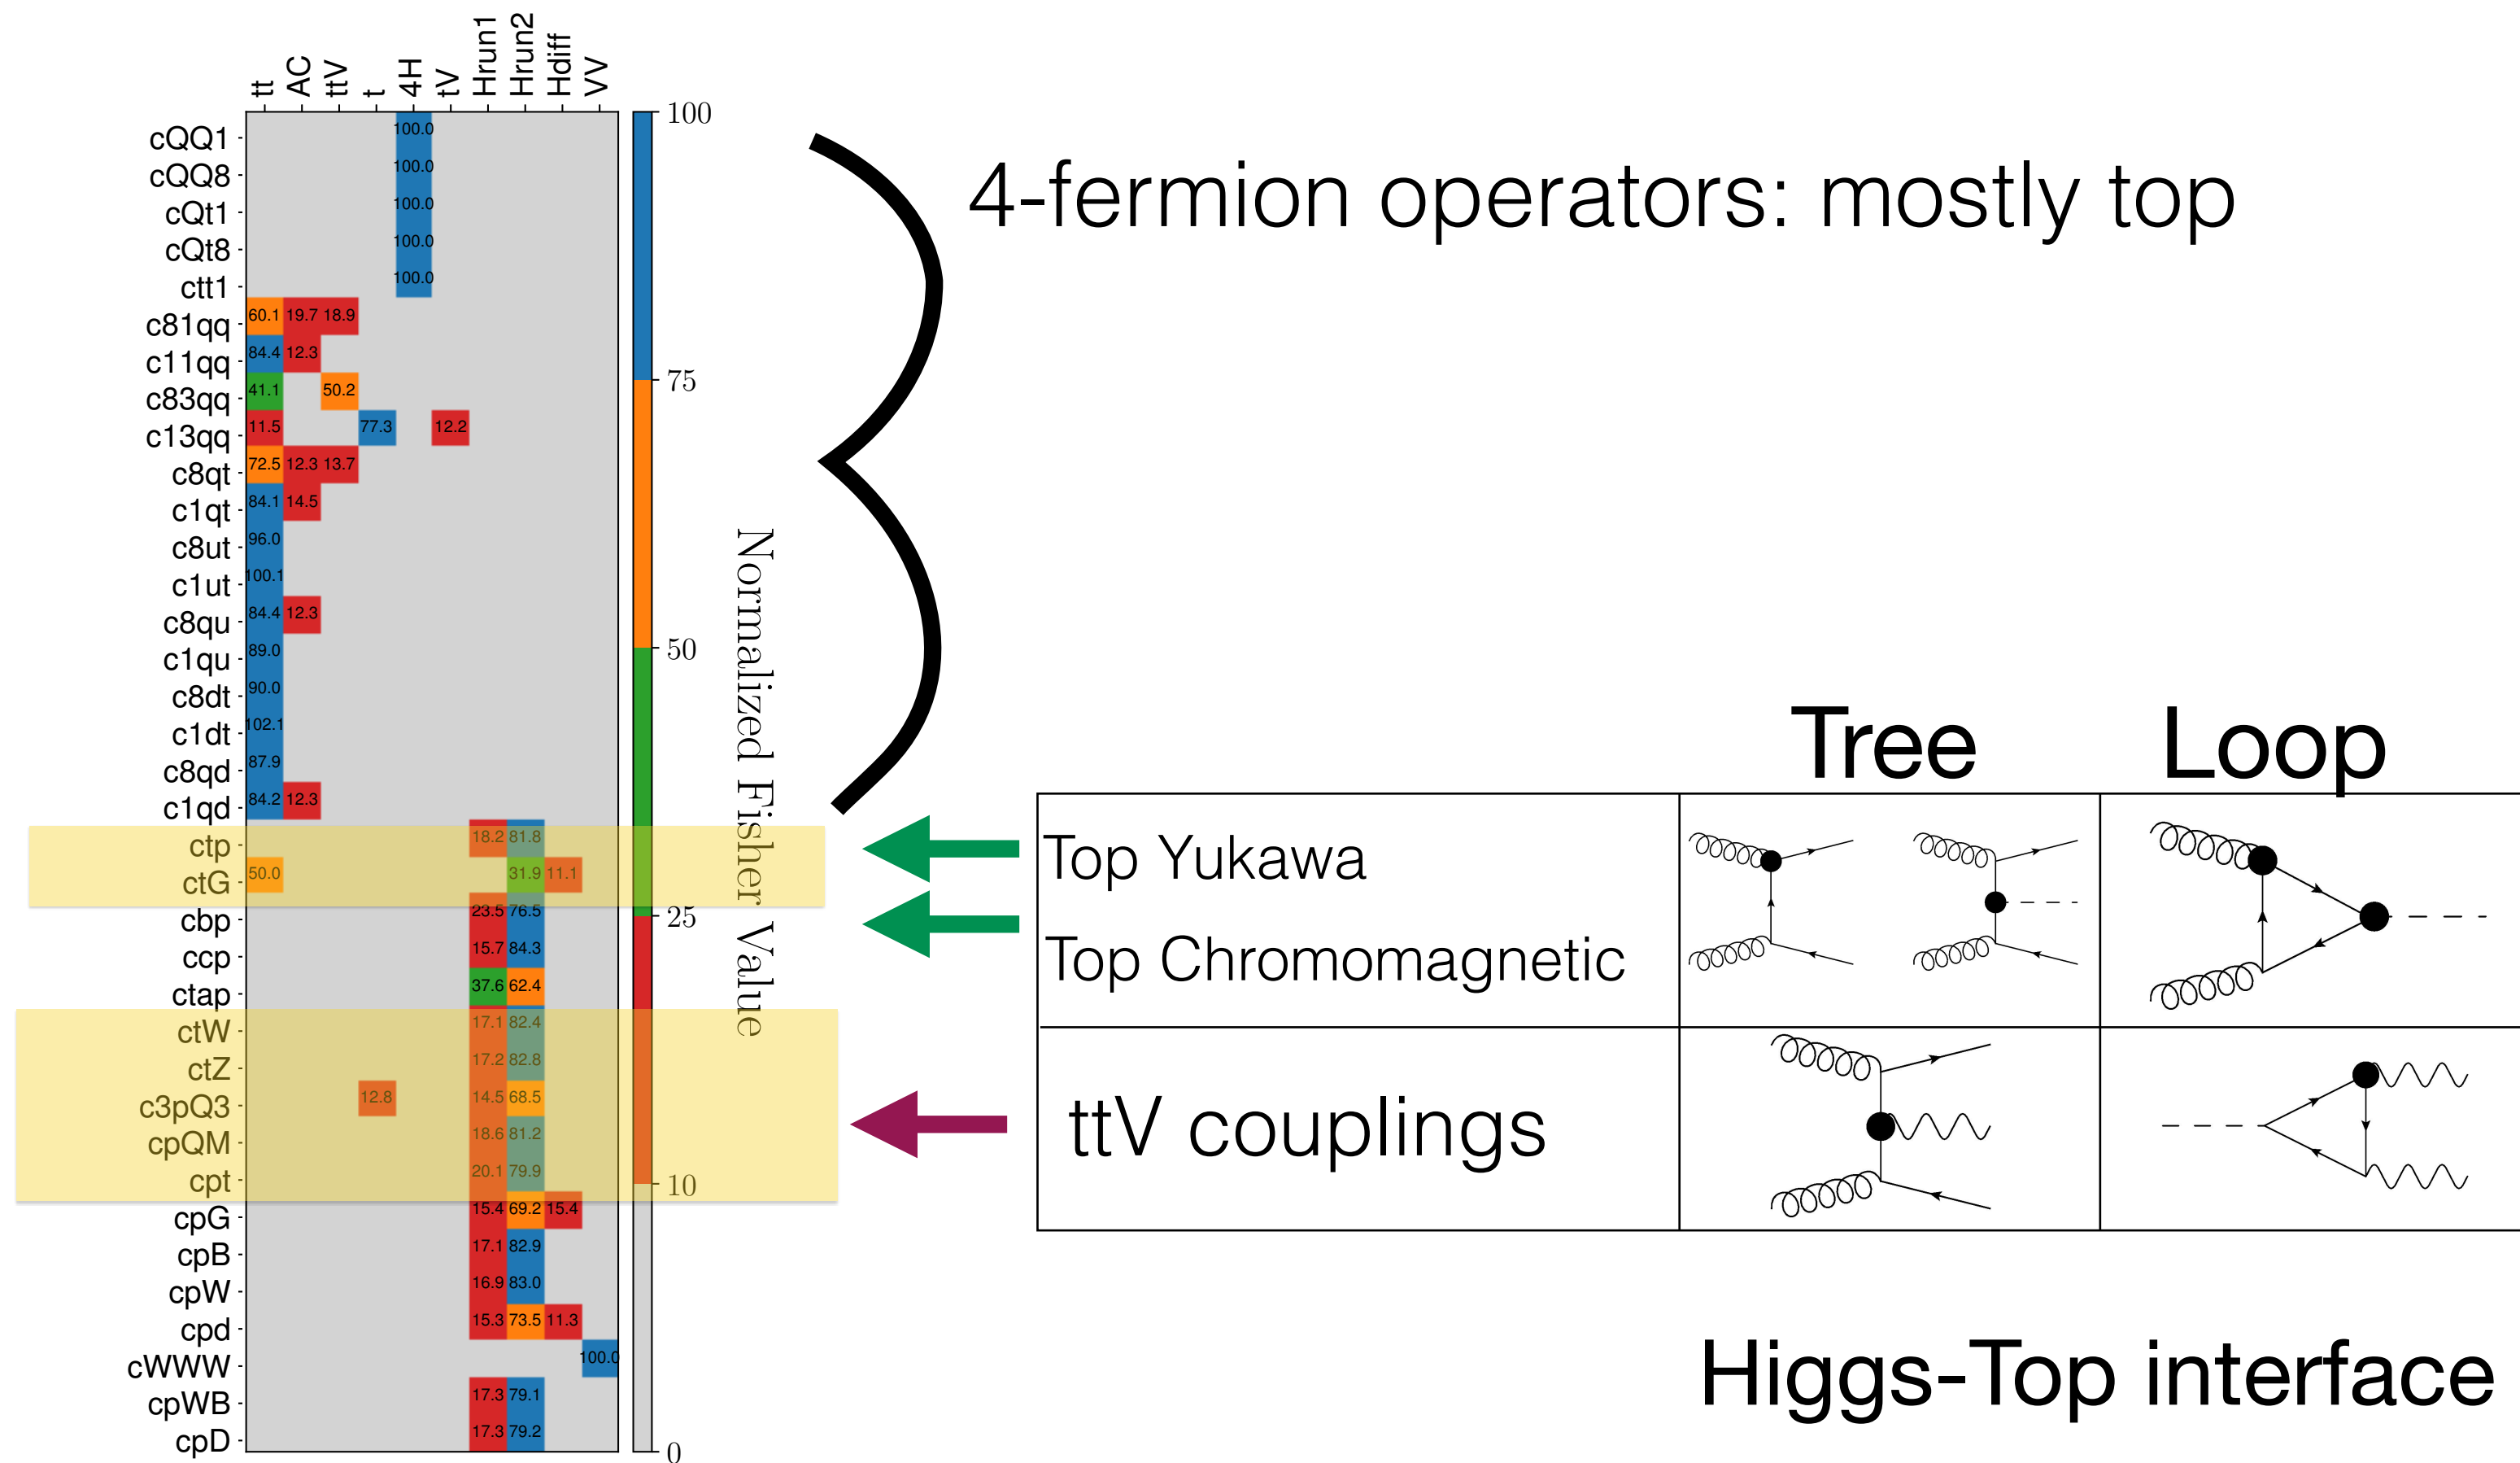 tt AC ttV t 4H tV Hrun1 Hrun2 Hdiff VV
cQQ1 100.0
cQQ8 100.0
cQt1 100.0
cQt8 100.0
ctt1 100.0
c81qq 60.1 19.7 18.9
c11qq 84.4 12.3
c83qq 41.1 50.2
c13qq 11.5 77.3 12.2
c8qt 72.5 12.3 13.7
c1qt 84.1 14.5
c8ut 96.0
c1ut 100.1
c8qu 84.4 12.3
c1qu 89.0
c8dt 90.0
c1dt 102.1
c8qd 87.9
c1qd 84.2 12.3
ctp 18.2 81.8
ctG 50.0 31.9 11.1
cbp 23.5 76.5
ccp 15.7 84.3
ctap 37.6 62.4
ctW 17.1 82.4
ctZ 17.2 82.8
c3pQ3 12.8 14.5 68.5
cpQM 18.6 81.2
cpt 20.1 79.9
cpG 15.4 69.2 15.4
cpB 17.1 82.9
cpW 16.9 83.0
cpd 15.3 73.5 11.3
cWWW 100.0
cpWB 17.3 79.1
cpD 17.3 79.2
100
75
50
25
10
0
Normalized Fisher Value
4-fermion operators: mostly top
Tree Loop
Top Yukawa
Top Chromomagnetic
ttV couplings
Higgs-Top interface